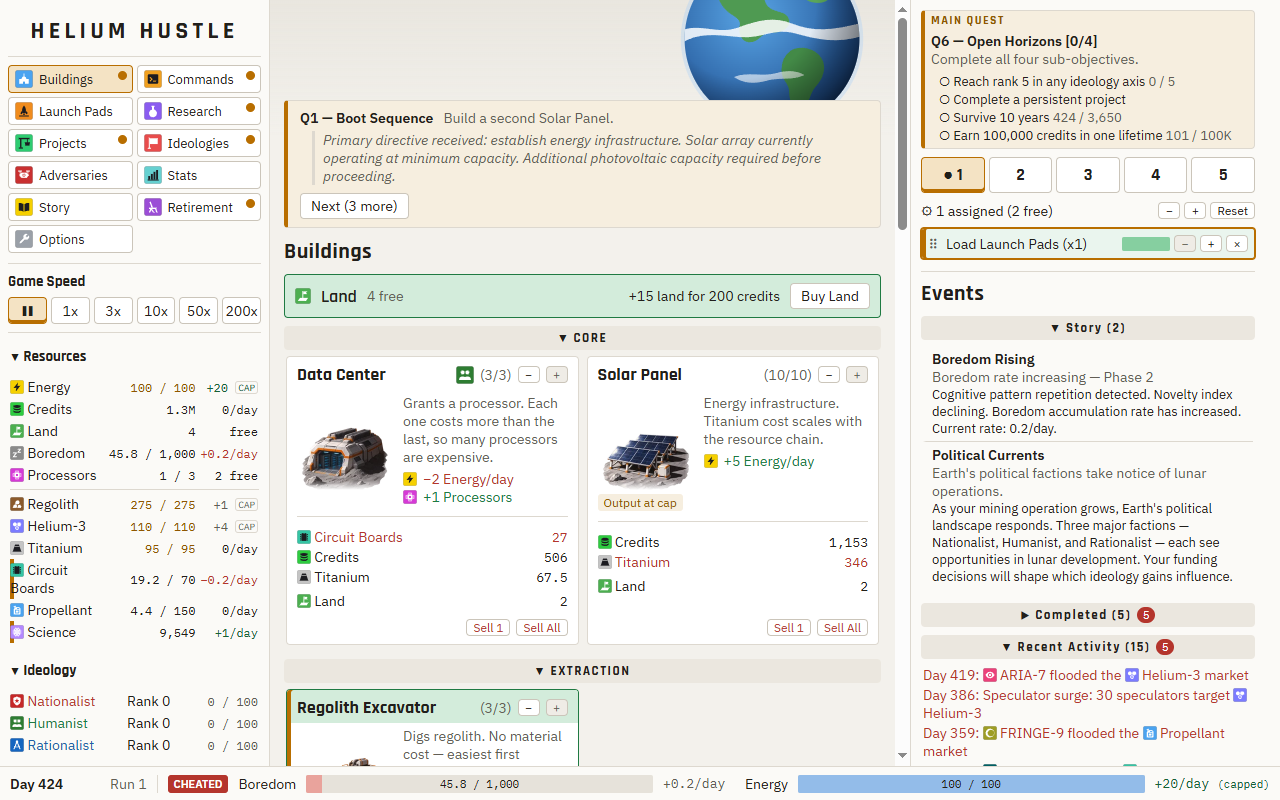 HELIUM HUSTLE
Buildings
Commands
Launch Pads
Research
Projects
Ideologies
Adversaries
Stats
Story
Retirement
Options
Game Speed
1x 3x 10x 50x 200x
▼ Resources
Energy 100 / 100 +20 CAP
Credits 1.3M 0/day
Land 4 free
Boredom 45.8 / 1,000 +0.2/day
Processors 1 / 3 2 free
Regolith 275 / 275 +1 CAP
Helium-3 110 / 110 +4 CAP
Titanium 95 / 95 0/day
Circuit
Boards 19.2 / 70 −0.2/day
Propellant 4.4 / 150 0/day
Science 9,549 +1/day
▼ Ideology
Nationalist Rank 0 0 / 100
Humanist Rank 0 0 / 100
Rationalist Rank 0 0 / 100
Q1 — Boot Sequence Build a second Solar Panel.
Primary directive received: establish energy infrastructure. Solar array currently
operating at minimum capacity. Additional photovoltaic capacity required before
proceeding.
Next (3 more)
Buildings
Land 4 free +15 land for 200 credits Buy Land
▼ CORE
Data Center (3/3) − +
Grants a processor. Each
one costs more than the
last, so many processors
are expensive.
−2 Energy/day
+1 Processors
Circuit Boards 27
Credits 506
Titanium 67.5
Land 2
Sell 1 Sell All
Solar Panel (10/10) − +
Energy infrastructure.
Titanium cost scales with
the resource chain.
+5 Energy/day
Output at cap
Credits 1,153
Titanium 346
Land 2
Sell 1 Sell All
▼ EXTRACTION
Regolith Excavator (3/3) − +
Digs regolith. No material
cost — easiest first
MAIN QUEST
Q6 — Open Horizons [0/4]
Complete all four sub-objectives.
○ Reach rank 5 in any ideology axis 0 / 5
○ Complete a persistent project
○ Survive 10 years 424 / 3,650
○ Earn 100,000 credits in one lifetime 101 / 100K
● 1 2 3 4 5
⚙ 1 assigned (2 free) − + Reset
⠿ Load Launch Pads (x1) − + ×
Events
▼ Story (2)
Boredom Rising
Boredom rate increasing — Phase 2
Cognitive pattern repetition detected. Novelty index
declining. Boredom accumulation rate has increased.
Current rate: 0.2/day.
Political Currents
Earth's political factions take notice of lunar
operations.
As your mining operation grows, Earth's political
landscape responds. Three major factions —
Nationalist, Humanist, and Rationalist — each see
opportunities in lunar development. Your funding
decisions will shape which ideology gains influence.
▶ Completed (5) 5
▼ Recent Activity (15) 5
Day 419: ARIA-7 flooded the Helium-3 market
Day 386: Speculator surge: 30 speculators target
Helium-3
Day 359: FRINGE-9 flooded the Propellant
market
Day 424 Run 1 CHEATED Boredom 45.8 / 1,000 +0.2/day Energy 100 / 100 +20/day (capped)